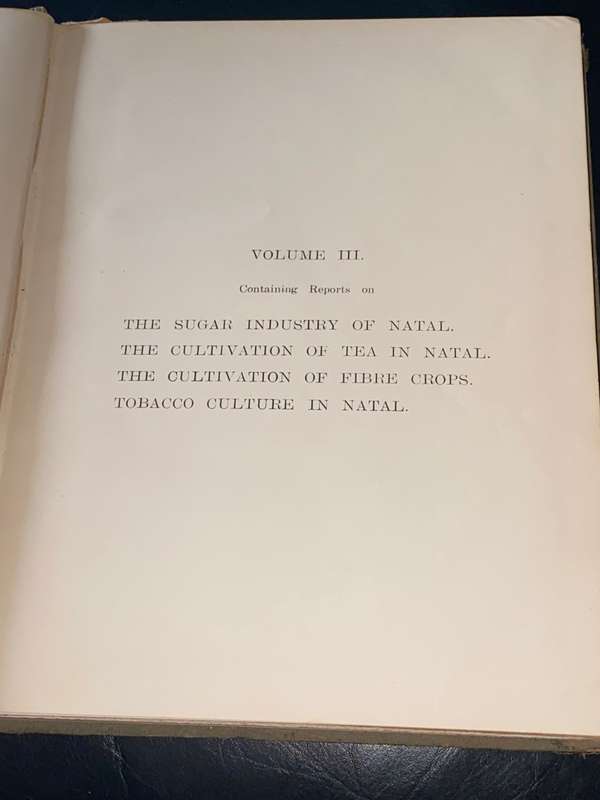 VOLUME III.
Containing Reports on
THE SUGAR INDUSTRY OF NATAL.
THE CULTIVATION OF TEA IN NATAL.
THE CULTIVATION OF FIBRE CROPS.
TOBACCO CULTURE IN NATAL.